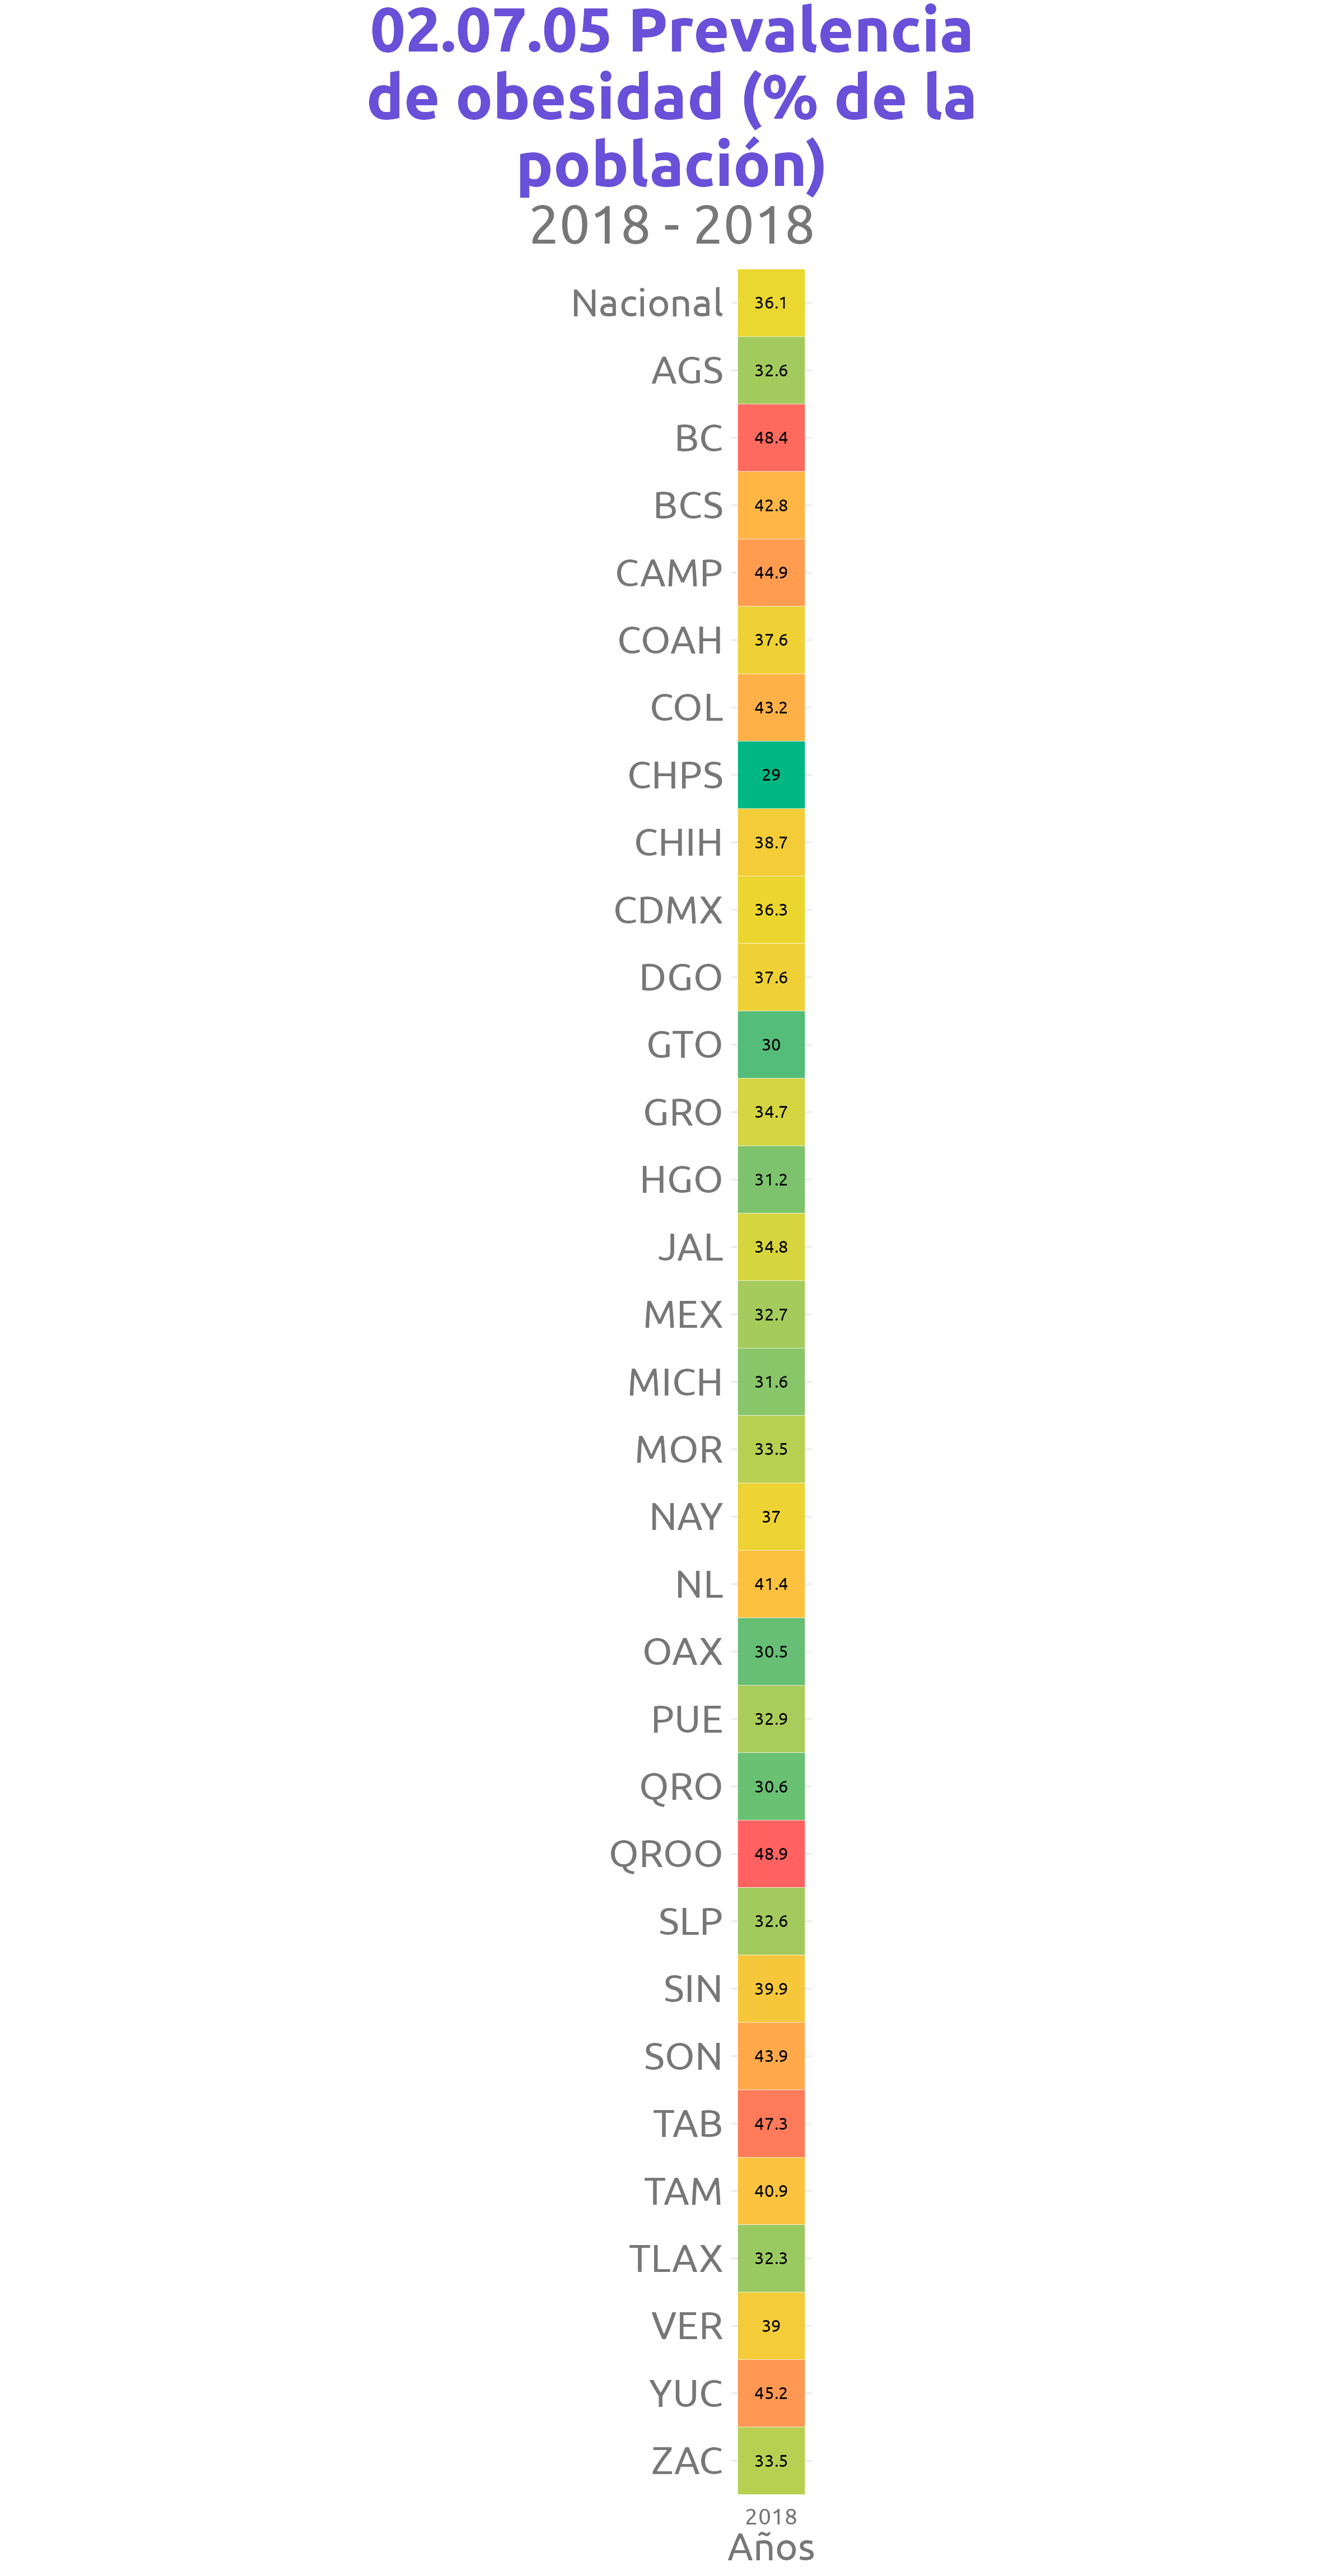 02.07.05 Prevalencia
de obesidad (% de la
población)
2018 - 2018
Nacional 36.1
AGS 32.6
BC 48.4
BCS 42.8
CAMP 44.9
COAH 37.6
COL 43.2
CHPS 29
CHIH 38.7
CDMX 36.3
DGO 37.6
GTO 30
GRO 34.7
HGO 31.2
JAL 34.8
MEX 32.7
MICH 31.6
MOR 33.5
NAY 37
NL 41.4
OAX 30.5
PUE 32.9
QRO 30.6
QROO 48.9
SLP 32.6
SIN 39.9
SON 43.9
TAB 47.3
TAM 40.9
TLAX 32.3
VER 39
YUC 45.2
ZAC 33.5
2018
Años